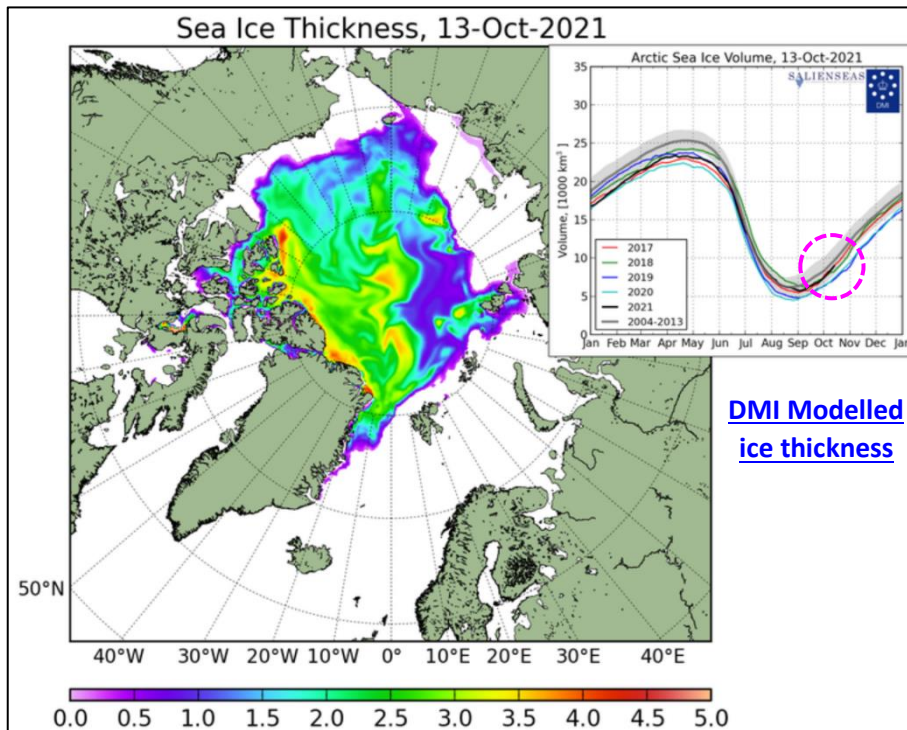 Sea Ice Thickness, 13-Oct-2021
Arctic Sea Ice Volume, 13-Oct-2021
SALIENSEAS
DMI
Volume, [1000 km³]
35
30
25
20
15
10
5
0
2017
2018
2019
2020
2021
2004-2013
Jan Feb Mar Apr May Jun Jul Aug Sep Oct Nov Dec Jan
DMI Modelled
ice thickness
50°N
40°W 30°W 20°W 10°W 0° 10°E 20°E 30°E 40°E
0.0 0.5 1.0 1.5 2.0 2.5 3.0 3.5 4.0 4.5 5.0